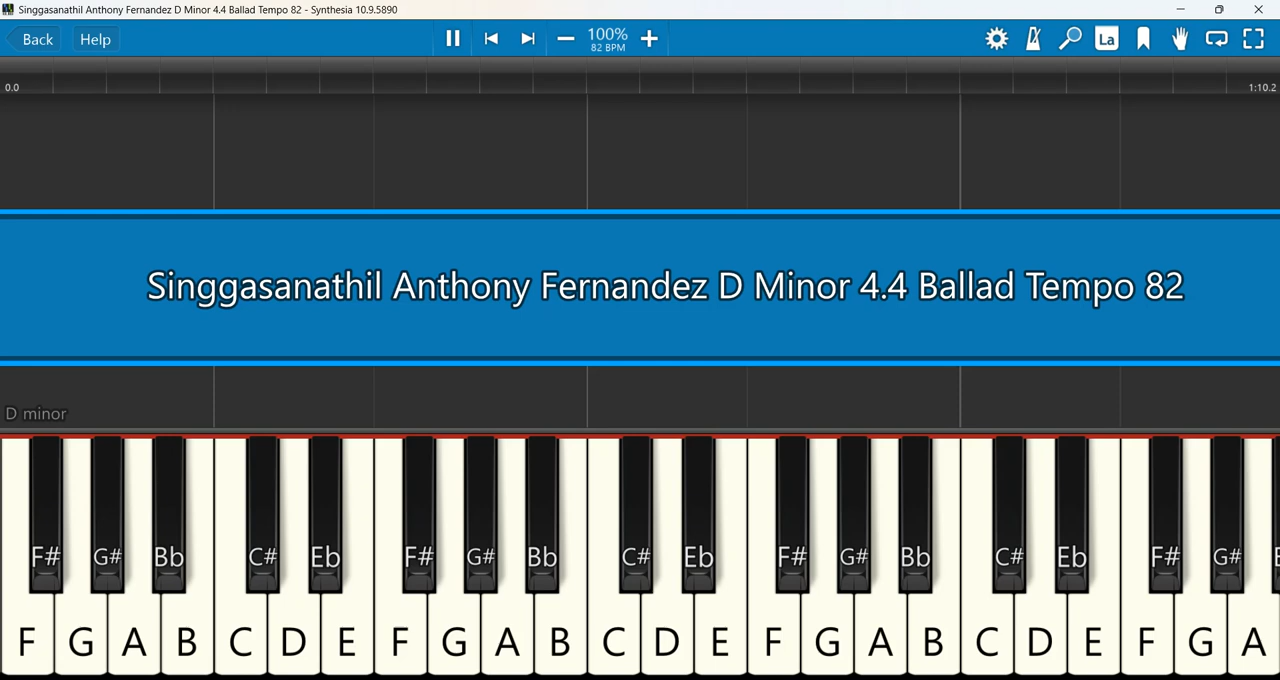 Singgasanathil Anthony Fernandez D Minor 4.4 Ballad Tempo 82 - Synthesia 10.9.5890
Back Help 100% La
82 BPM
0.0 1:10.2
Singgasanathil Anthony Fernandez D Minor 4.4 Ballad Tempo 82
D minor
F# G# Bb C# Eb F# G# Bb C# Eb F# G# Bb C# Eb F# G#
F G A B C D E F G A B C D E F G A B C D E F G A